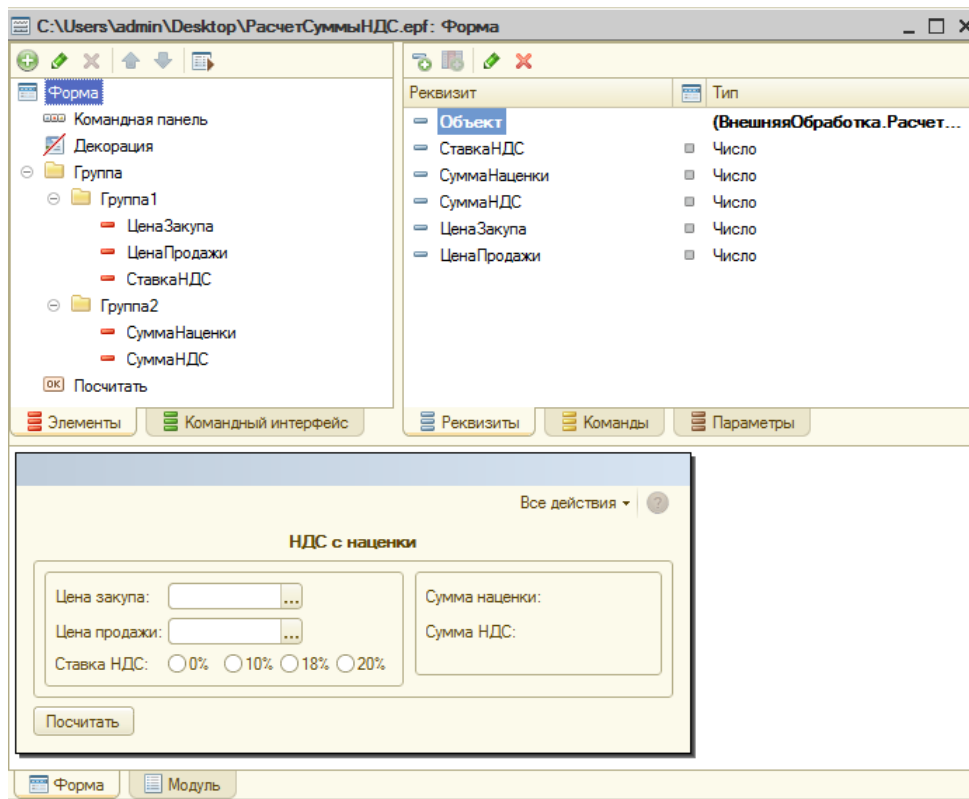 C:\Users\admin\Desktop\РасчетСуммыНДС.epf: Форма
Форма
Командная панель
Декорация
Группа
Группа1
ЦенаЗакупа
ЦенаПродажи
СтавкаНДС
Группа2
СуммаНаценки
СуммаНДС
OK Посчитать
Элементы Командный интерфейс
Реквизит Тип
Объект (ВнешняяОбработка.Расчет...
СтавкаНДС Число
СуммаНаценки Число
СуммаНДС Число
ЦенаЗакупа Число
ЦенаПродажи Число
Реквизиты Команды Параметры
Все действия ?
НДС с наценки
Цена закупа: ...
Цена продажи: ...
Ставка НДС: 0% 10% 18% 20%
Сумма наценки:
Сумма НДС:
Посчитать
Форма Модуль